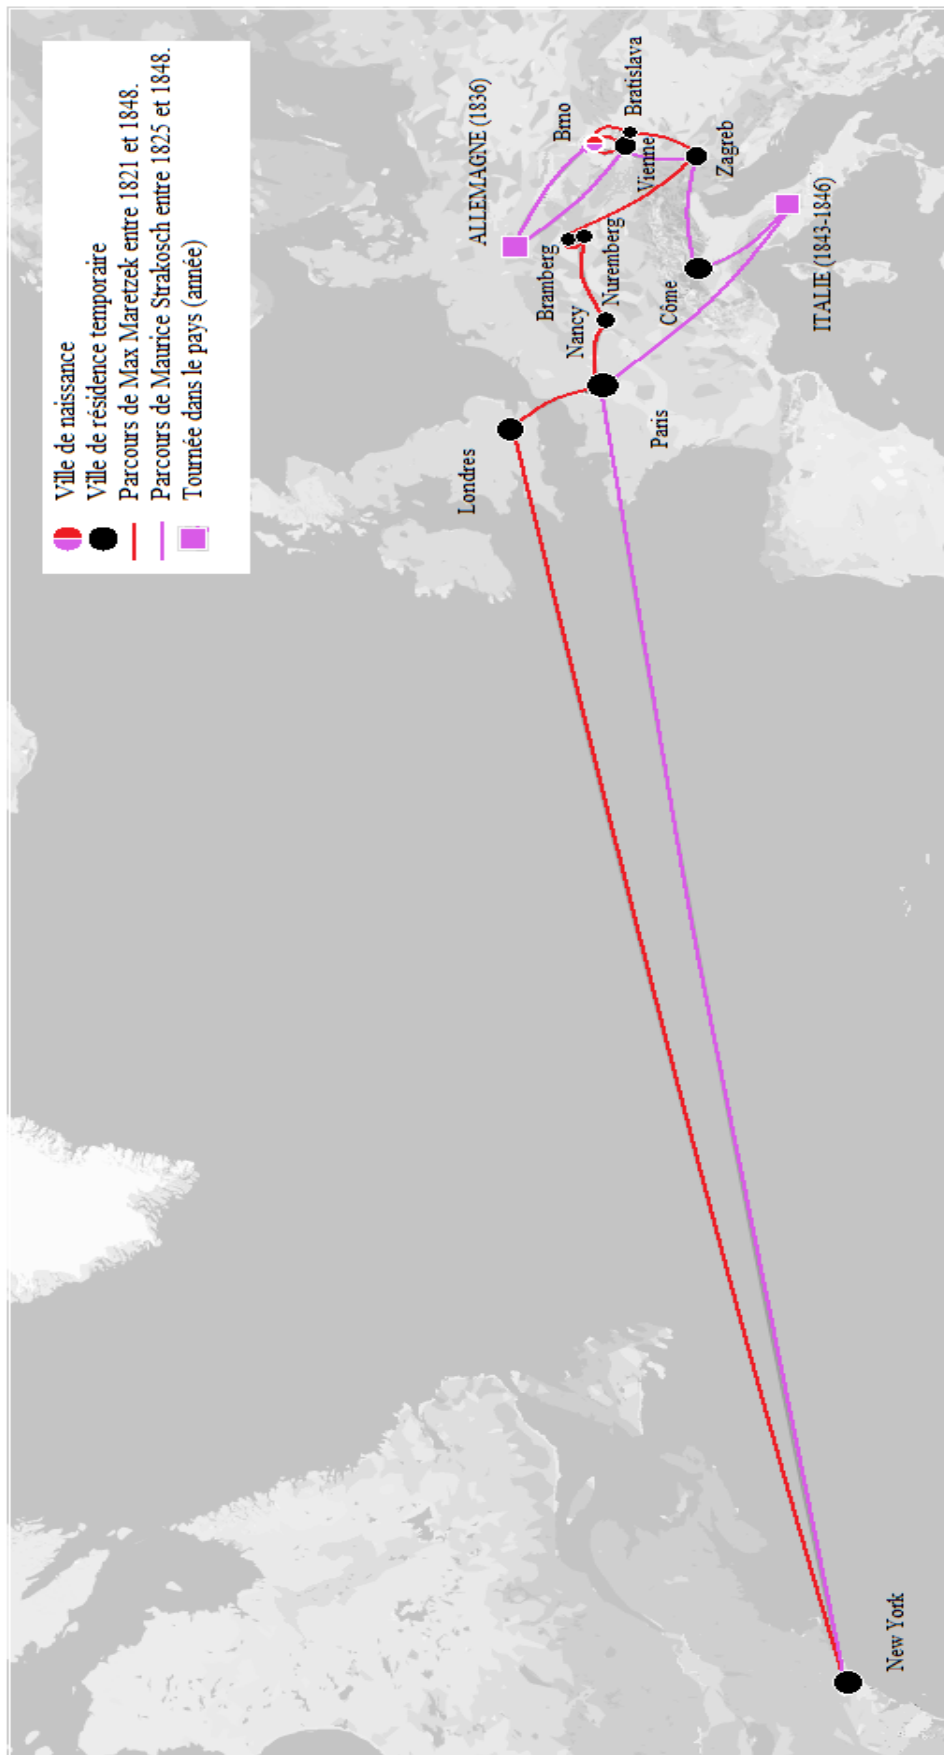 Ville de naissance
Ville de résidence temporaire
Parcours de Max Maretzek entre 1821 et 1848.
Parcours de Maurice Strakosch entre 1825 et 1848.
Tournée dans le pays (année)
ALLEMAGNE (1836)
Brno
Bratislava
Vienne
Zagreb
Bramberg
Nuremberg
Nancy
Côme
ITALIE (1843-1846)
Londres
Paris
New York